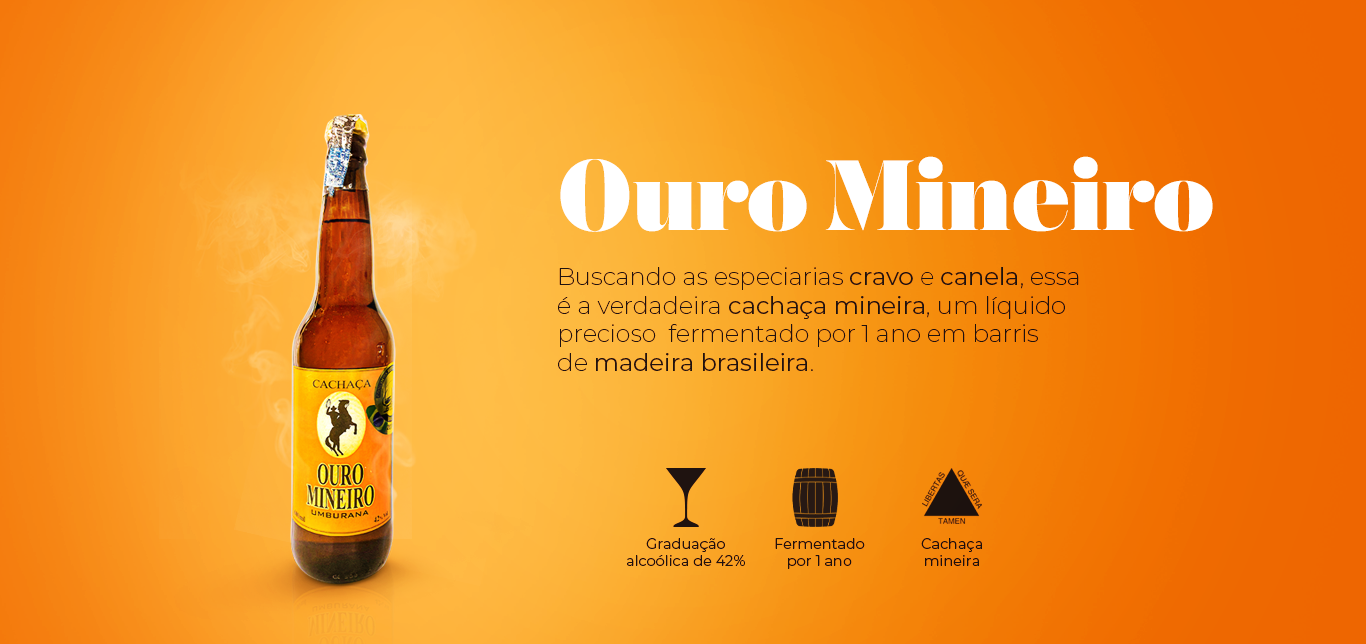 Ouro Mineiro
Buscando as especiarias cravo e canela, essa
é a verdadeira cachaça mineira, um líquido
precioso fermentado por 1 ano em barris
de madeira brasileira.
CACHAÇA
OURO
MINEIRO
UMBURANA
42%
LIBERTAS
QUÆ SERA
TAMEN
Graduação
alcoólica de 42%
Fermentado
por 1 ano
Cachaça
mineira